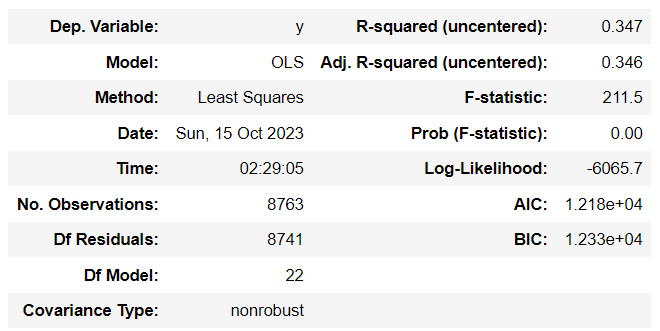 Dep. Variable: y R-squared (uncentered): 0.347
Model: OLS Adj. R-squared (uncentered): 0.346
Method: Least Squares F-statistic: 211.5
Date: Sun, 15 Oct 2023 Prob (F-statistic): 0.00
Time: 02:29:05 Log-Likelihood: -6065.7
No. Observations: 8763 AIC: 1.218e+04
Df Residuals: 8741 BIC: 1.233e+04
Df Model: 22
Covariance Type: nonrobust